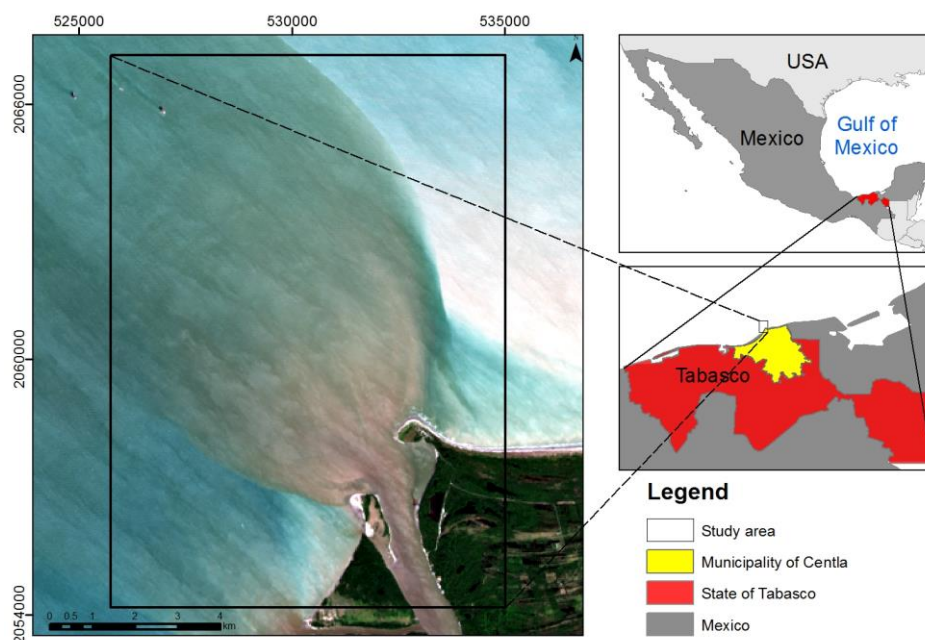 525000
530000
535000
2066000
2060000
2054000
0 0.5 1 2 3 4
km
USA
Mexico
Gulf of
Mexico
Tabasco
Legend
Study area
Municipality of Centla
State of Tabasco
Mexico